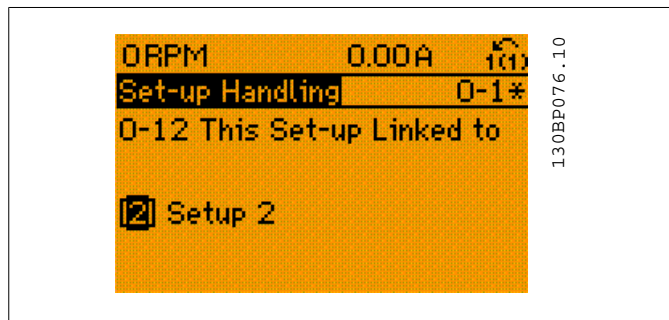 0RPM 0.00A 1(1)
Set-up Handling 0-1*
0-12 This Set-up Linked to
[2] Setup 2
130BP076.10